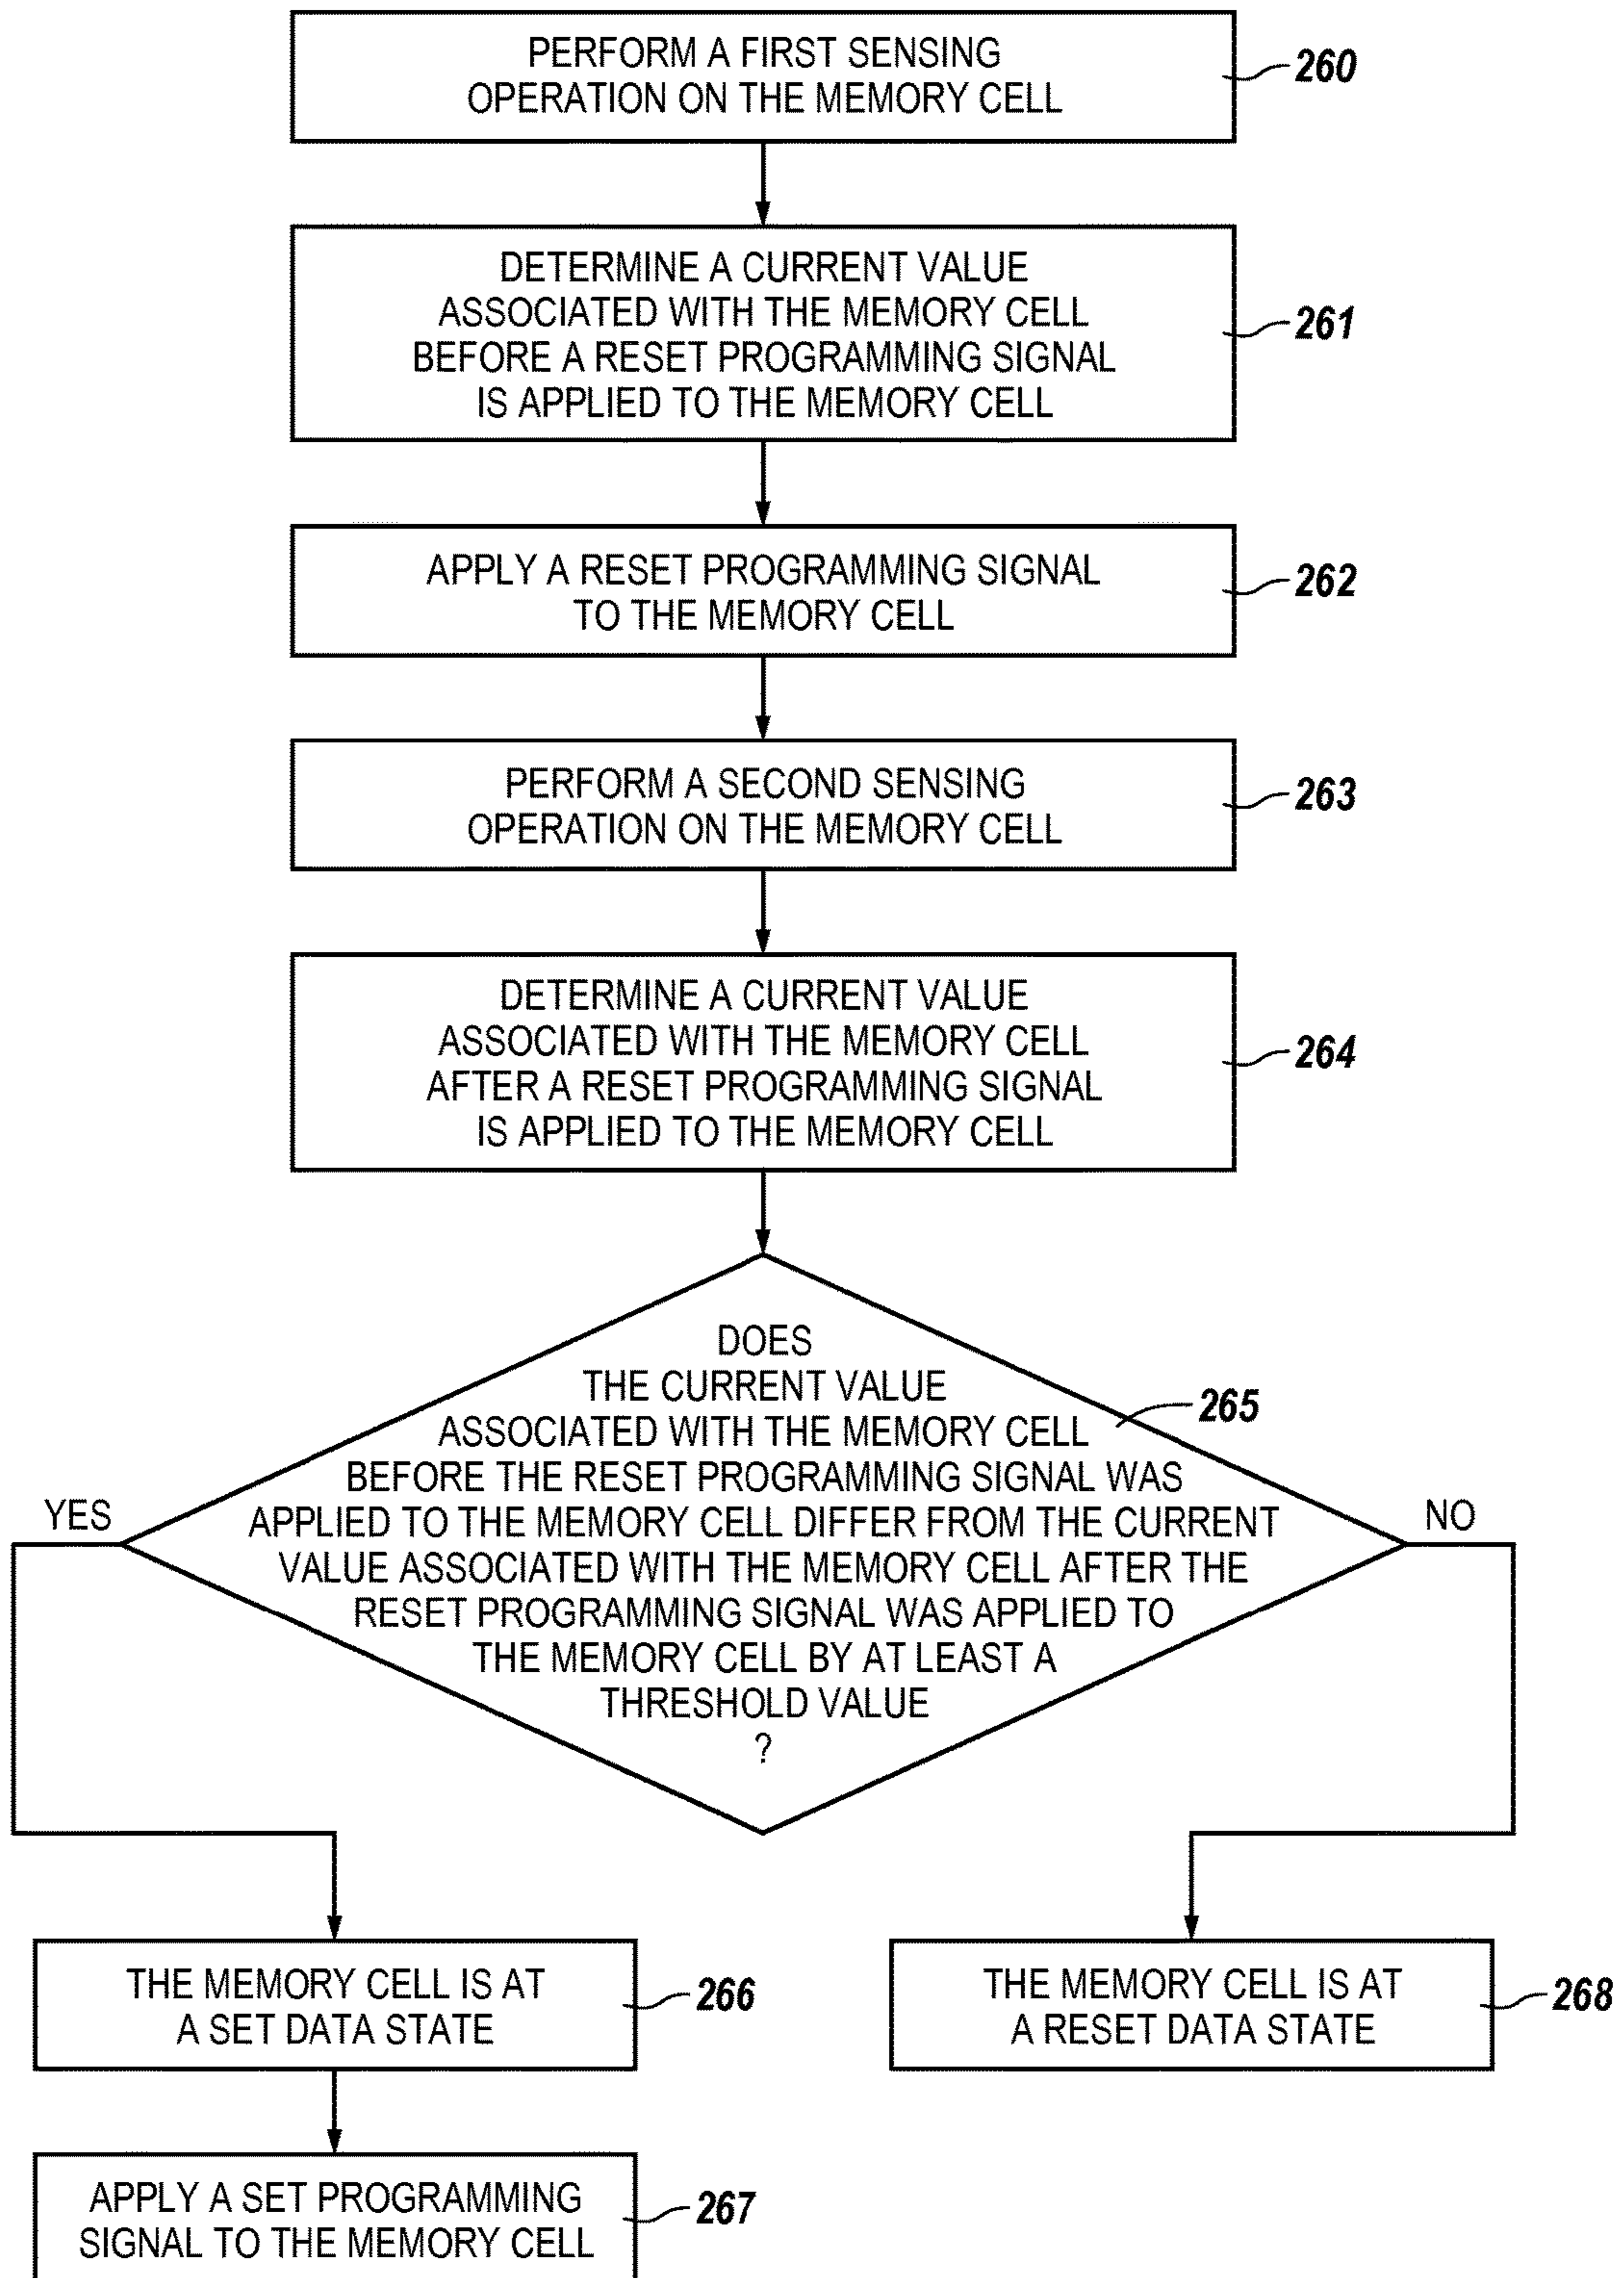 PERFORM A FIRST SENSING
OPERATION ON THE MEMORY CELL
260
DETERMINE A CURRENT VALUE
ASSOCIATED WITH THE MEMORY CELL
BEFORE A RESET PROGRAMMING SIGNAL
IS APPLIED TO THE MEMORY CELL
261
APPLY A RESET PROGRAMMING SIGNAL
TO THE MEMORY CELL
262
PERFORM A SECOND SENSING
OPERATION ON THE MEMORY CELL
263
DETERMINE A CURRENT VALUE
ASSOCIATED WITH THE MEMORY CELL
AFTER A RESET PROGRAMMING SIGNAL
IS APPLIED TO THE MEMORY CELL
264
DOES
THE CURRENT VALUE
ASSOCIATED WITH THE MEMORY CELL
BEFORE THE RESET PROGRAMMING SIGNAL WAS
APPLIED TO THE MEMORY CELL DIFFER FROM THE CURRENT
VALUE ASSOCIATED WITH THE MEMORY CELL AFTER THE
RESET PROGRAMMING SIGNAL WAS APPLIED TO
THE MEMORY CELL BY AT LEAST A
THRESHOLD VALUE
?
265
YES
NO
THE MEMORY CELL IS AT
A SET DATA STATE
266
THE MEMORY CELL IS AT
A RESET DATA STATE
268
APPLY A SET PROGRAMMING
SIGNAL TO THE MEMORY CELL
267